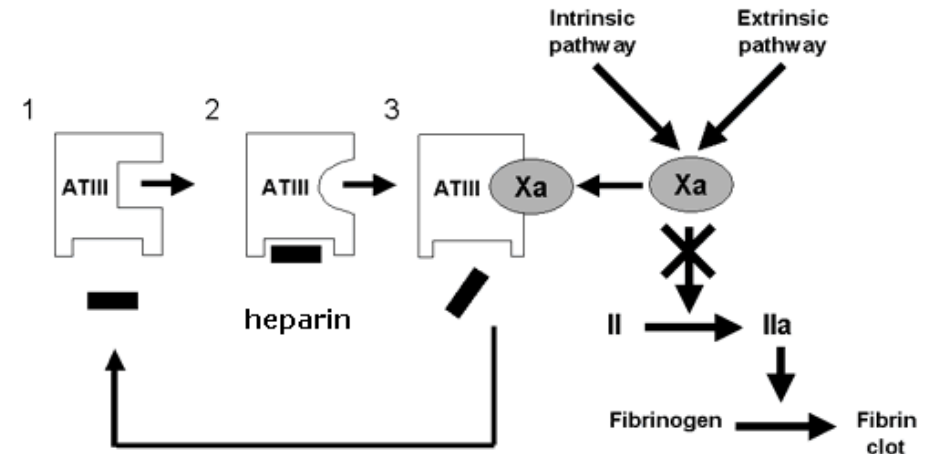 Intrinsic
pathway
Extrinsic
pathway
1
2
3
ATIII
ATIII
ATIII
Xa
Xa
heparin
II
IIa
Fibrinogen
Fibrin
clot